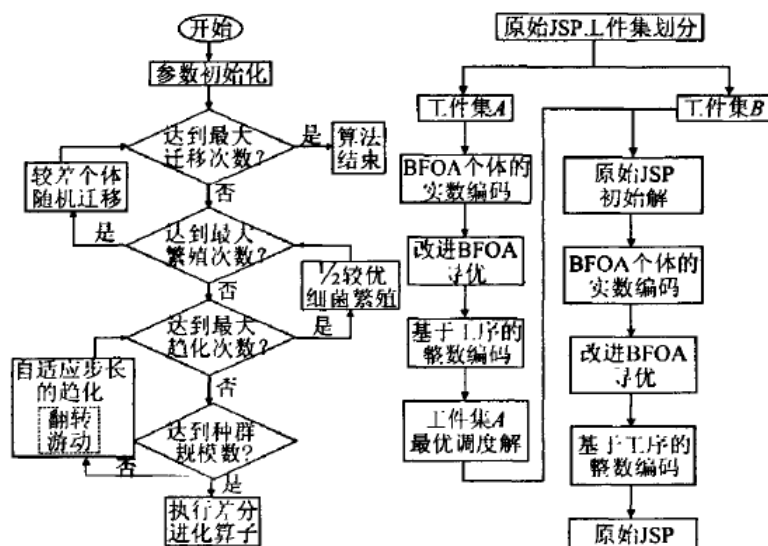 开始
参数初始化
达到最大
迁移次数?
是
算法
结束
较差个体
随机迁移
否
是
达到最大
繁殖次数?
1/2较优
细菌繁殖
否
达到最大
趋化次数?
是
自适应步长
的趋化
翻转
游动
否
达到种群
规模数?
否
是
执行差分
进化算子
原始JSP工件集划分
工件集A
工件集B
BFOA个体的
实数编码
改进BFOA
寻优
基于工序的
整数编码
工件集A
最优调度解
原始JSP
初始解
BFOA个体的
实数编码
改进BFOA
寻优
基于工序的
整数编码
原始JSP